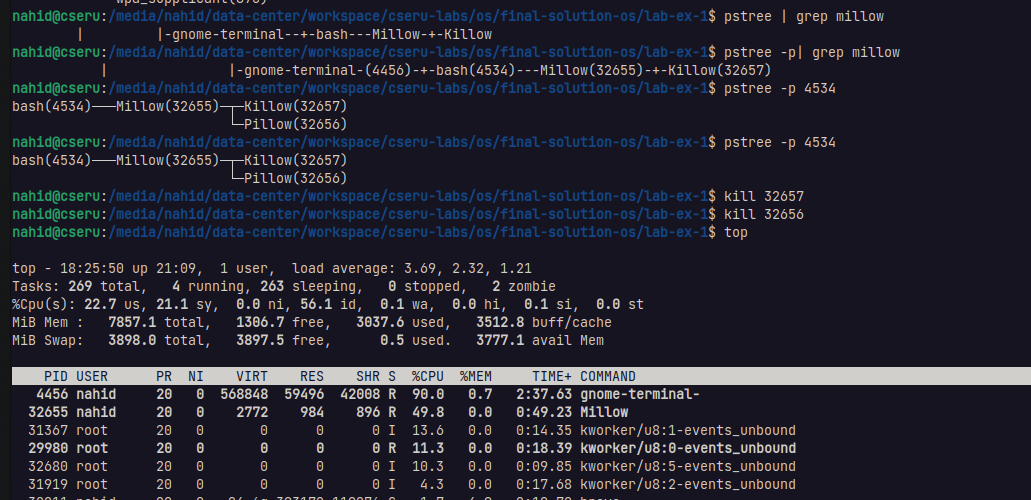 wpa_supplicant(878)
nahid@cseru:/media/nahid/data-center/workspace/cseru-labs/os/final-solution-os/lab-ex-1$ pstree | grep millow
|         |-gnome-terminal--+-bash---Millow-+-Killow
nahid@cseru:/media/nahid/data-center/workspace/cseru-labs/os/final-solution-os/lab-ex-1$ pstree -p| grep millow
|               |-gnome-terminal-(4456)-+-bash(4534)---Millow(32655)-+-Killow(32657)
nahid@cseru:/media/nahid/data-center/workspace/cseru-labs/os/final-solution-os/lab-ex-1$ pstree -p 4534
bash(4534)───Millow(32655)─┬─Killow(32657)
└─Pillow(32656)
nahid@cseru:/media/nahid/data-center/workspace/cseru-labs/os/final-solution-os/lab-ex-1$ pstree -p 4534
bash(4534)───Millow(32655)─┬─Killow(32657)
└─Pillow(32656)
nahid@cseru:/media/nahid/data-center/workspace/cseru-labs/os/final-solution-os/lab-ex-1$ kill 32657
nahid@cseru:/media/nahid/data-center/workspace/cseru-labs/os/final-solution-os/lab-ex-1$ kill 32656
nahid@cseru:/media/nahid/data-center/workspace/cseru-labs/os/final-solution-os/lab-ex-1$ top
top - 18:25:50 up 21:09,  1 user,  load average: 3.69, 2.32, 1.21
Tasks: 269 total,   4 running, 263 sleeping,   0 stopped,   2 zombie
%Cpu(s): 22.7 us, 21.1 sy,  0.0 ni, 56.1 id,  0.1 wa,  0.0 hi,  0.1 si,  0.0 st
MiB Mem :   7857.1 total,   1306.7 free,   3037.6 used,   3512.8 buff/cache
MiB Swap:   3898.0 total,   3897.5 free,      0.5 used.   3777.1 avail Mem
PID USER      PR  NI    VIRT    RES    SHR S  %CPU  %MEM     TIME+ COMMAND
4456 nahid     20   0  568848  59496  42008 R  90.0   0.7   2:37.63 gnome-terminal-
32655 nahid     20   0    2772    984    896 R  49.8   0.0   0:49.23 Millow
31367 root      20   0       0      0      0 I  13.6   0.0   0:14.35 kworker/u8:1-events_unbound
29980 root      20   0       0      0      0 R  11.3   0.0   0:18.39 kworker/u8:0-events_unbound
32680 root      20   0       0      0      0 I  10.3   0.0   0:09.85 kworker/u8:5-events_unbound
31919 root      20   0       0      0      0 I   4.3   0.0   0:17.68 kworker/u8:2-events_unbound